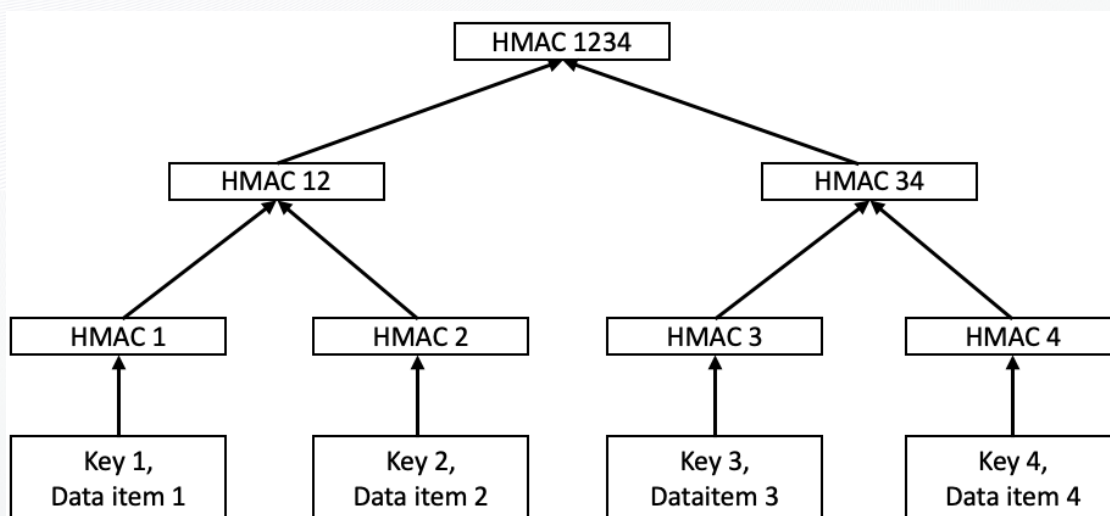 HMAC 1234
HMAC 12
HMAC 34
HMAC 1
HMAC 2
HMAC 3
HMAC 4
Key 1,
Data item 1
Key 2,
Data item 2
Key 3,
Dataitem 3
Key 4,
Data item 4